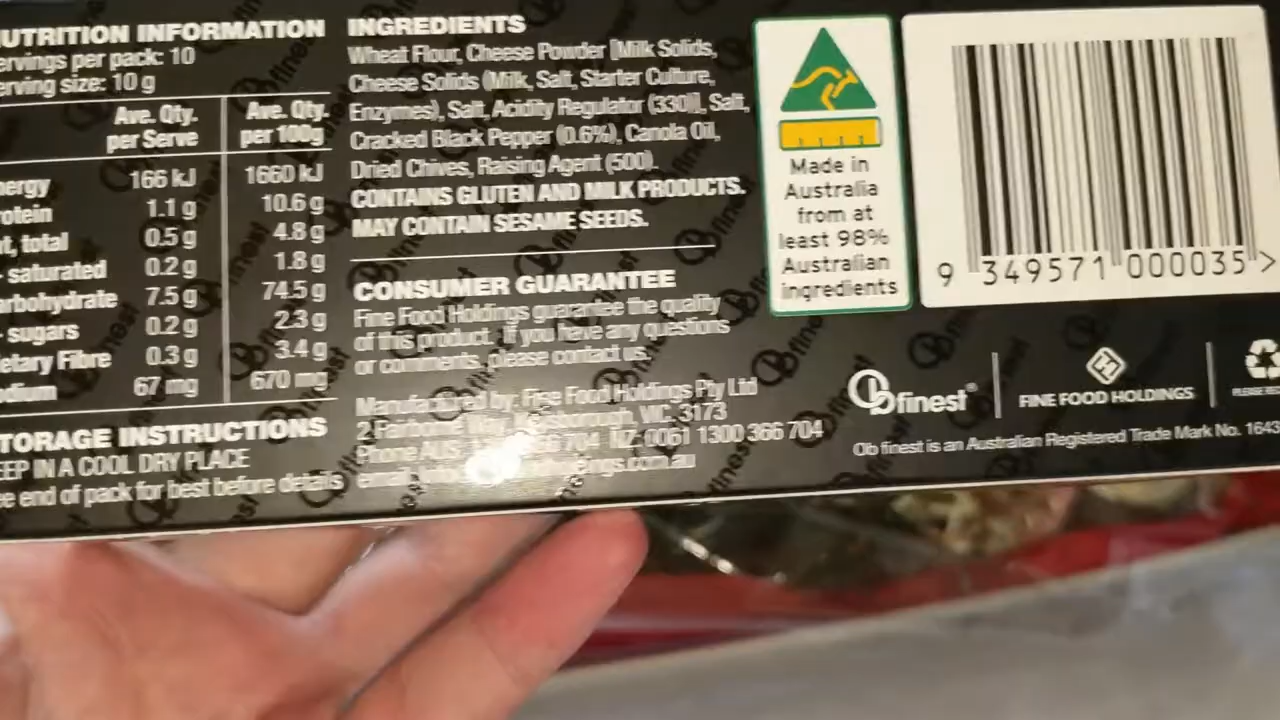 UTRITION INFORMATION
ervings per pack: 10
erving size: 10 g
Ave. Qty. per Serve
Ave. Qty. per 100g
ergy 166 kJ 1660 kJ
otein 1.1 g 10.6 g
t, total 0.5 g 4.8 g
- saturated 0.2 g 1.8 g
arbohydrate 7.5 g 74.5 g
- sugars 0.2 g 2.3 g
etary Fibre 0.3 g 3.4 g
dium 67 mg 670 mg
TORAGE INSTRUCTIONS
EEP IN A COOL DRY PLACE
e end of pack for best before details
INGREDIENTS
Wheat Flour, Cheese Powder [Milk Solids,
Cheese Solids (Milk, Salt, Starter Culture,
Enzymes), Salt, Acidity Regulator (330)], Salt,
Cracked Black Pepper (0.6%), Canola Oil,
Dried Chives, Raising Agent (500).
CONTAINS GLUTEN AND MILK PRODUCTS.
MAY CONTAIN SESAME SEEDS.
CONSUMER GUARANTEE
Fine Food Holdings guarantee the quality
of this product. If you have any questions
or comments, please contact us.
Manufactured by: Fine Food Holdings Pty Ltd
2 Fairborne Way, Keysborough, VIC, 3173
Phone AUS 704 NZ: 0061 1300 366 704
email
Made in
Australia
from at
least 98%
Australian
ingredients
9 349571 000035 >
Ob finest®
FINE FOOD HOLDINGS
Ob finest is an Australian Registered Trade Mark No. 1643